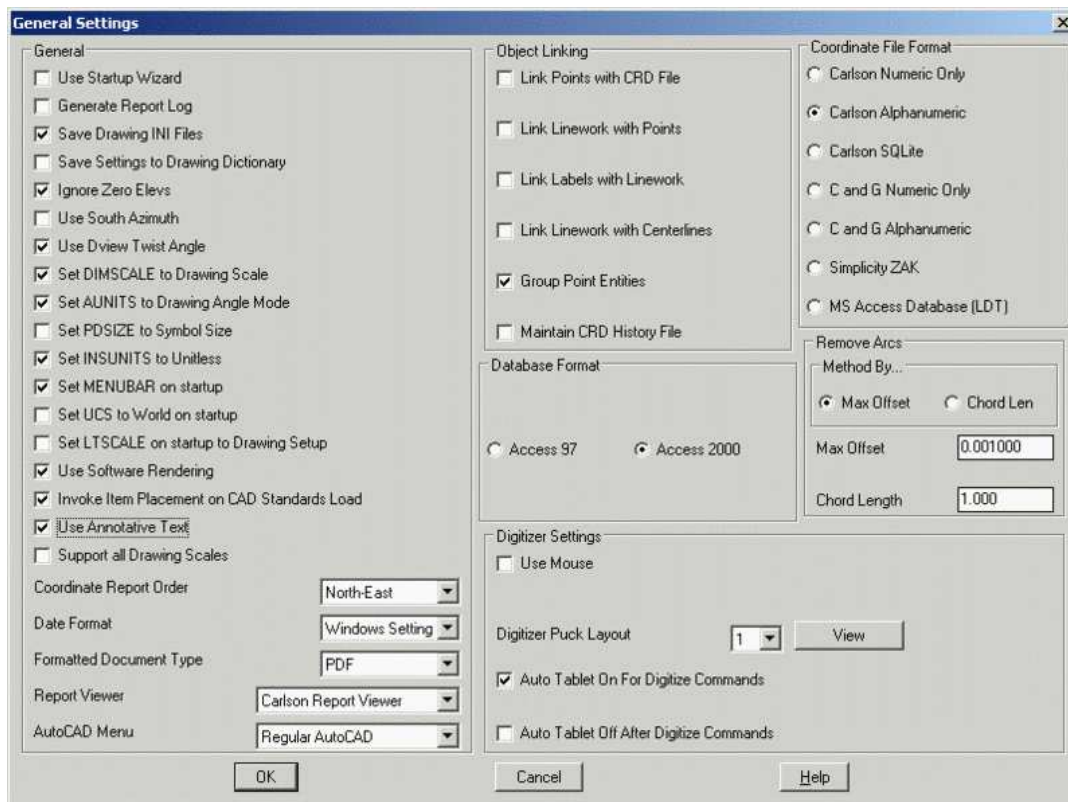 General Settings
General
Use Startup Wizard
Generate Report Log
Save Drawing INI Files
Save Settings to Drawing Dictionary
Ignore Zero Elevs
Use South Azimuth
Use Dview Twist Angle
Set DIMSCALE to Drawing Scale
Set AUNITS to Drawing Angle Mode
Set PDSIZE to Symbol Size
Set INSUNITS to Unitless
Set MENUBAR on startup
Set UCS to World on startup
Set LTSCALE on startup to Drawing Setup
Use Software Rendering
Invoke Item Placement on CAD Standards Load
Use Annotative Text
Support all Drawing Scales
Coordinate Report Order North-East
Date Format Windows Setting
Formatted Document Type PDF
Report Viewer Carlson Report Viewer
AutoCAD Menu Regular AutoCAD
Object Linking
Link Points with CRD File
Link Linework with Points
Link Labels with Linework
Link Linework with Centerlines
Group Point Entities
Maintain CRD History File
Database Format
Access 97 Access 2000
Coordinate File Format
Carlson Numeric Only
Carlson Alphanumeric
Carlson SQLite
C and G Numeric Only
C and G Alphanumeric
Simplicity ZAK
MS Access Database (LDT)
Remove Arcs
Method By...
Max Offset Chord Len
Max Offset 0.001000
Chord Length 1.000
Digitizer Settings
Use Mouse
Digitizer Puck Layout 1 View
Auto Tablet On For Digitize Commands
Auto Tablet Off After Digitize Commands
OK Cancel Help